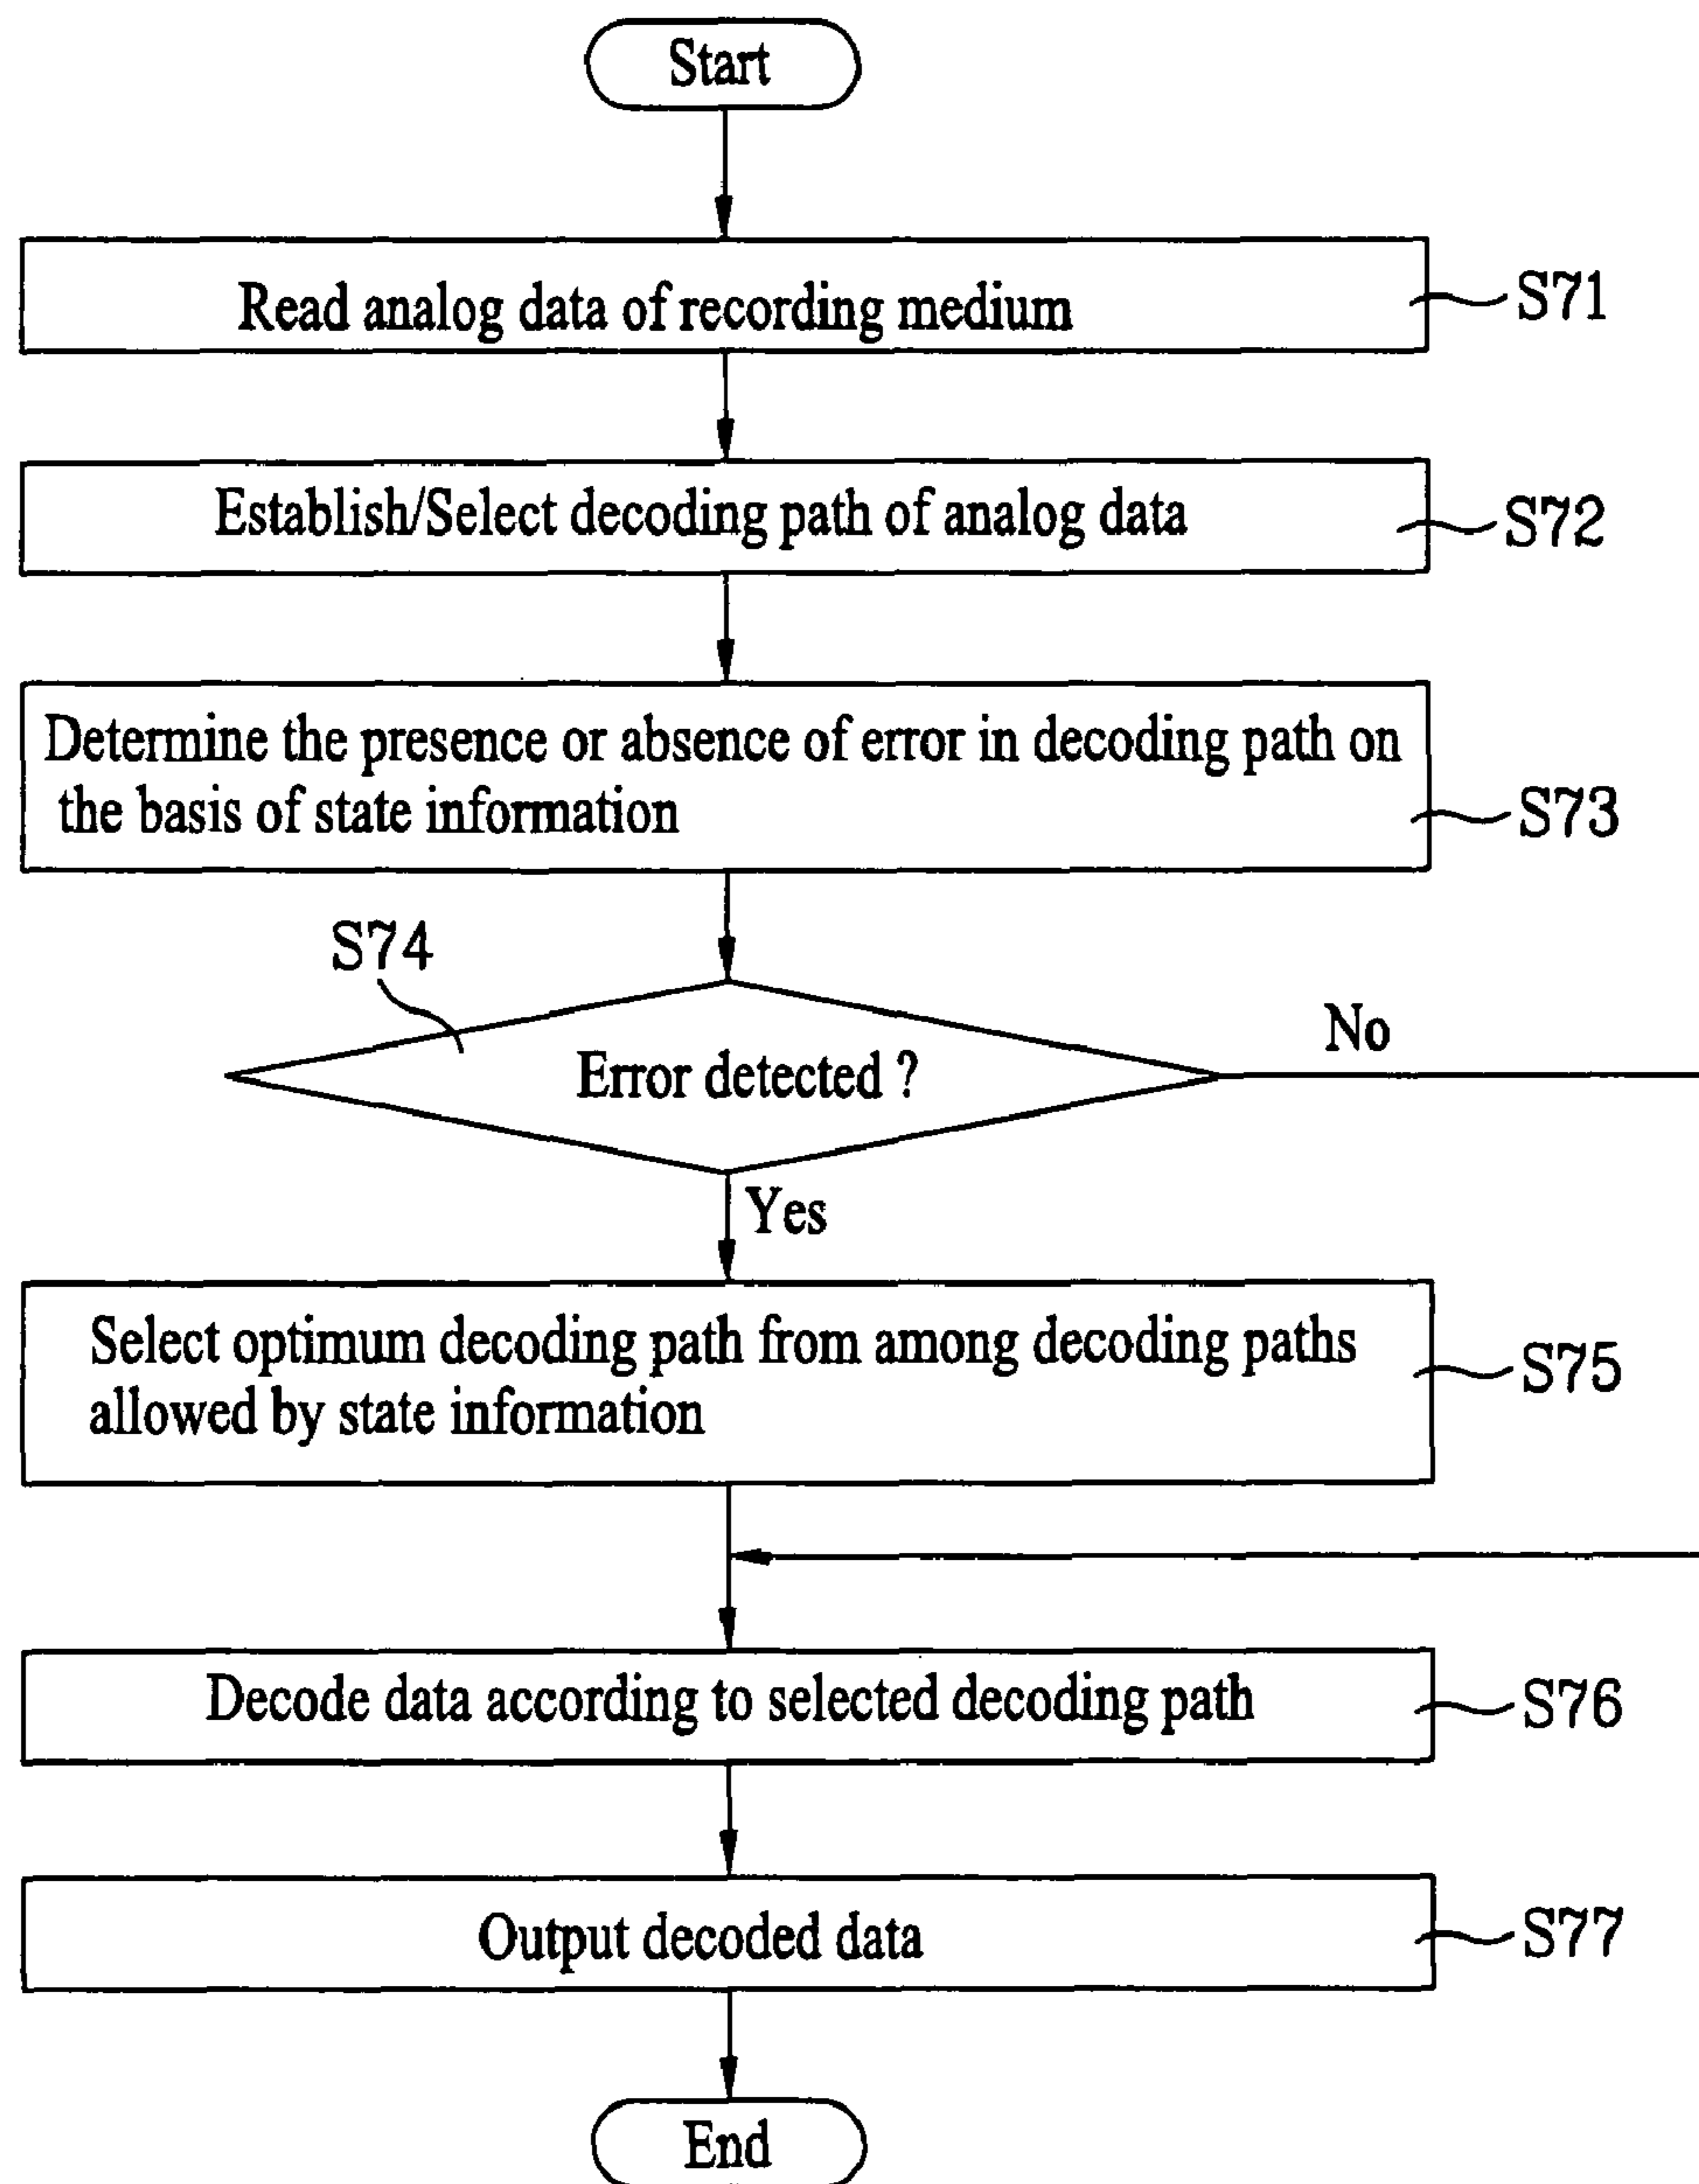 Start
Read analog data of recording medium
S71
Establish/Select decoding path of analog data
S72
Determine the presence or absence of error in decoding path on
the basis of state information
S73
S74
Error detected ?
No
Yes
Select optimum decoding path from among decoding paths
allowed by state information
S75
Decode data according to selected decoding path
S76
Output decoded data
S77
End